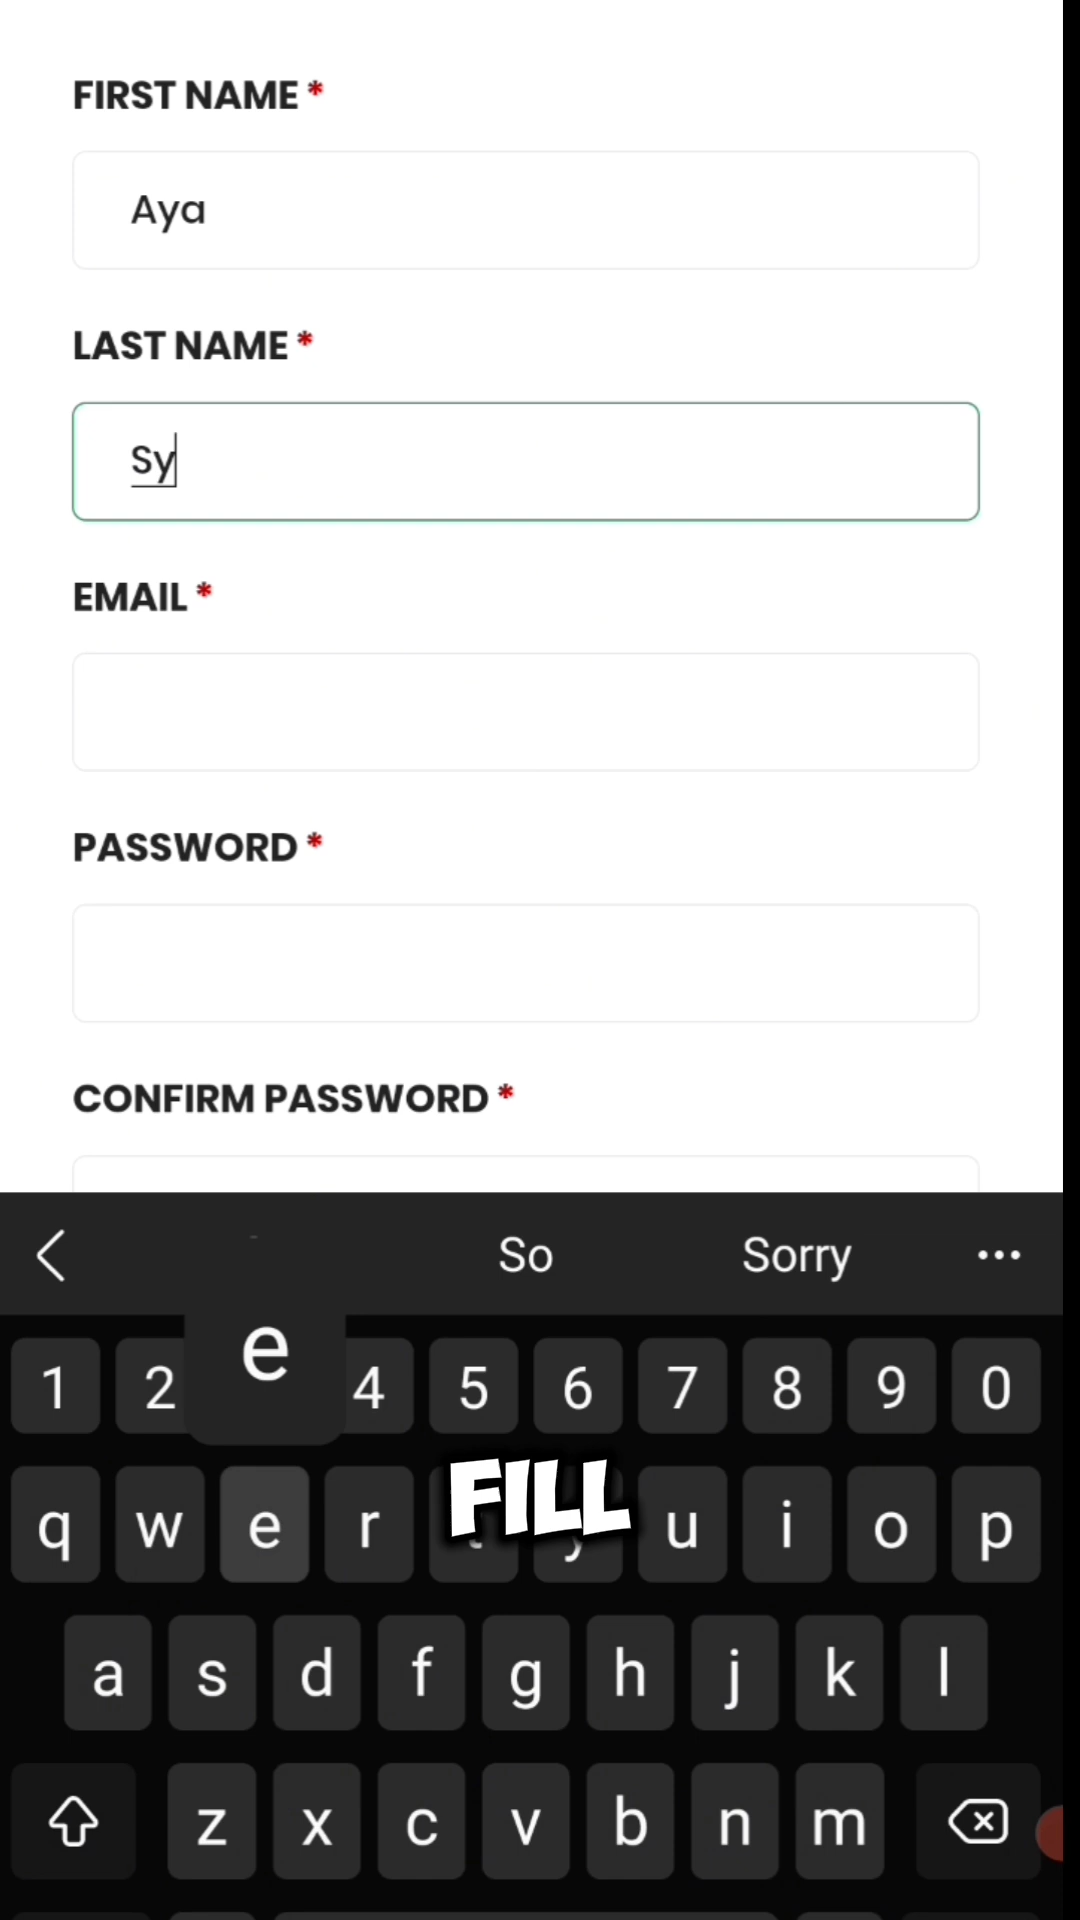 FIRST NAME *
Aya
LAST NAME *
Sy
EMAIL *
PASSWORD *
CONFIRM PASSWORD *
So Sorry ...
e
1 2 4 5 6 7 8 9 0
FILL
q w e r y u i o p
a s d f g h j k l
z x c v b n m